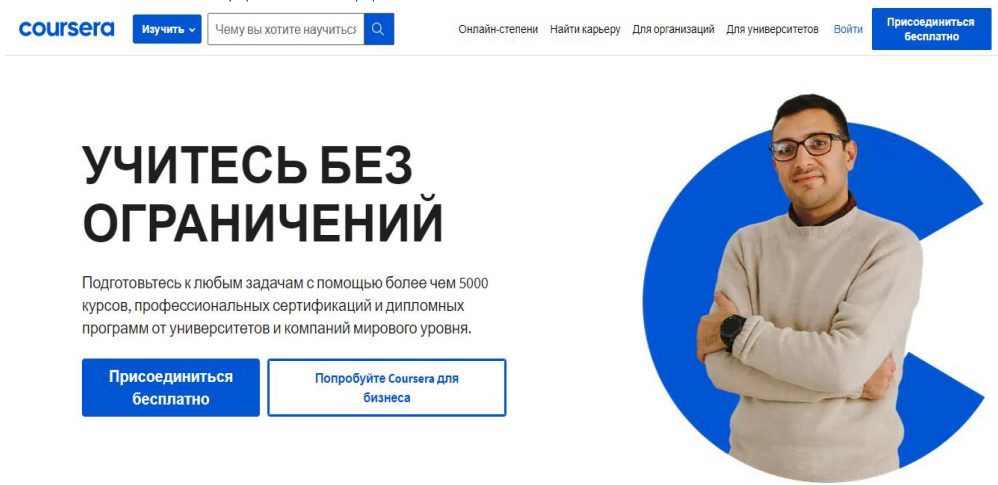 coursera
Изучить
Чему вы хотите научиться
Онлайн-степени
Найти карьеру
Для организаций
Для университетов
Войти
Присоединиться
бесплатно
УЧИТЕСЬ БЕЗ
ОГРАНИЧЕНИЙ
Подготовьтесь к любым задачам с помощью более чем 5000
курсов, профессиональных сертификаций и дипломных
программ от университетов и компаний мирового уровня.
Присоединиться
бесплатно
Попробуйте Coursera для
бизнеса